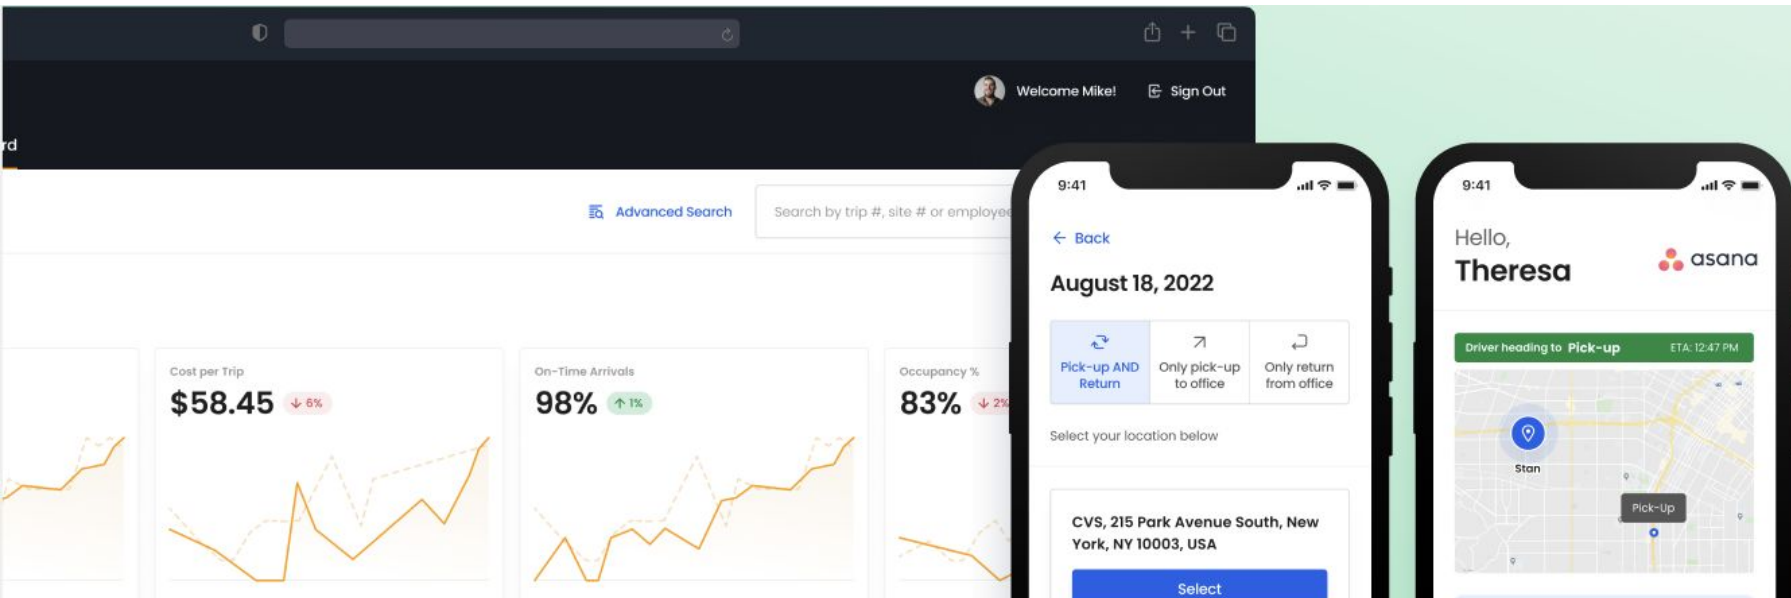 Welcome Mike!
Sign Out
rd
Advanced Search
Search by trip #, site # or employee
Cost per Trip
$58.45
6%
On-Time Arrivals
98%
1%
Occupancy %
83%
2%
9:41
Back
August 18, 2022
Pick-up AND
Return
Only pick-up
to office
Only return
from office
Select your location below
CVS, 215 Park Avenue South, New
York, NY 10003, USA
Select
9:41
Hello,
Theresa
asana
Driver heading to Pick-up
ETA: 12:47 PM
Stan
Pick-Up